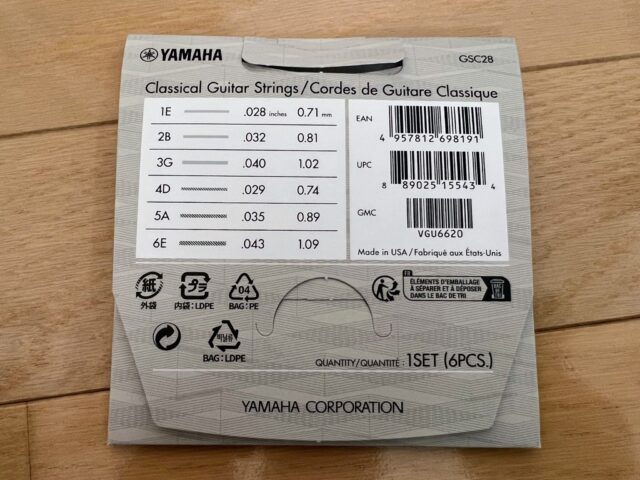 YAMAHA
GSC28
Classical Guitar Strings/Cordes de Guitare Classique
1E .028 inches 0.71 mm
2B .032 0.81
3G .040 1.02
4D .029 0.74
5A .035 0.89
6E .043 1.09
EAN
4 957812 698191
UPC
8 89025 15543 4
GMC
VGU6620
Made in USA/Fabriqué aux États-Unis
紙
外袋
プラ
内袋:LDPE
04
BAG:PE
FR
ÉLÉMENTS D'EMBALLAGE
À SÉPARER ET À DÉPOSER
DANS LE BAC DE TRI
BAG:LDPE
QUANTITY/QUANTITÉ : 1SET (6PCS.)
YAMAHA CORPORATION